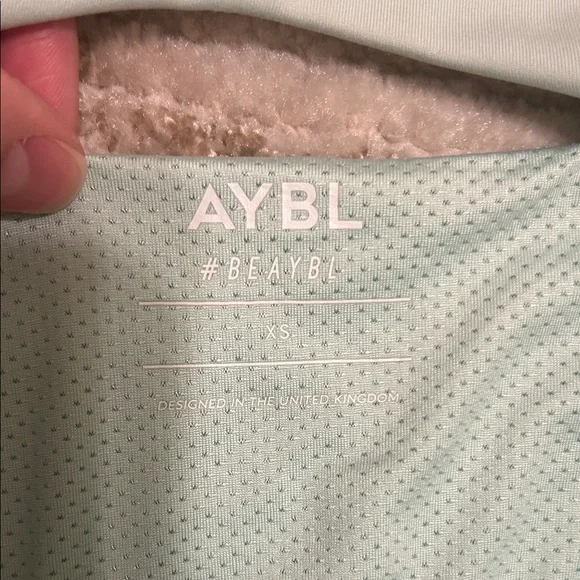 AYBL
#BEAYBL
XS
DESIGNED IN THE UNITED KINGDOM